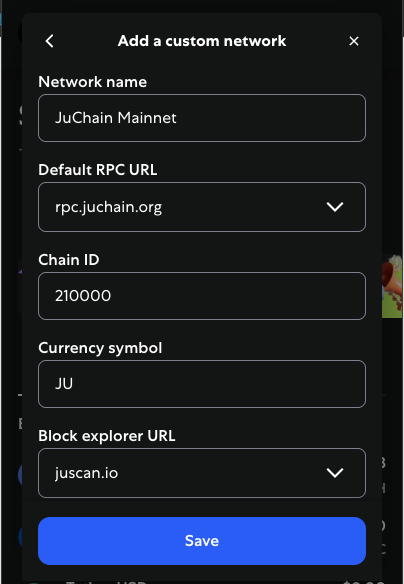 Add a custom network
Network name
JuChain Mainnet
Default RPC URL
rpc.juchain.org
Chain ID
210000
Currency symbol
JU
Block explorer URL
juscan.io
Save